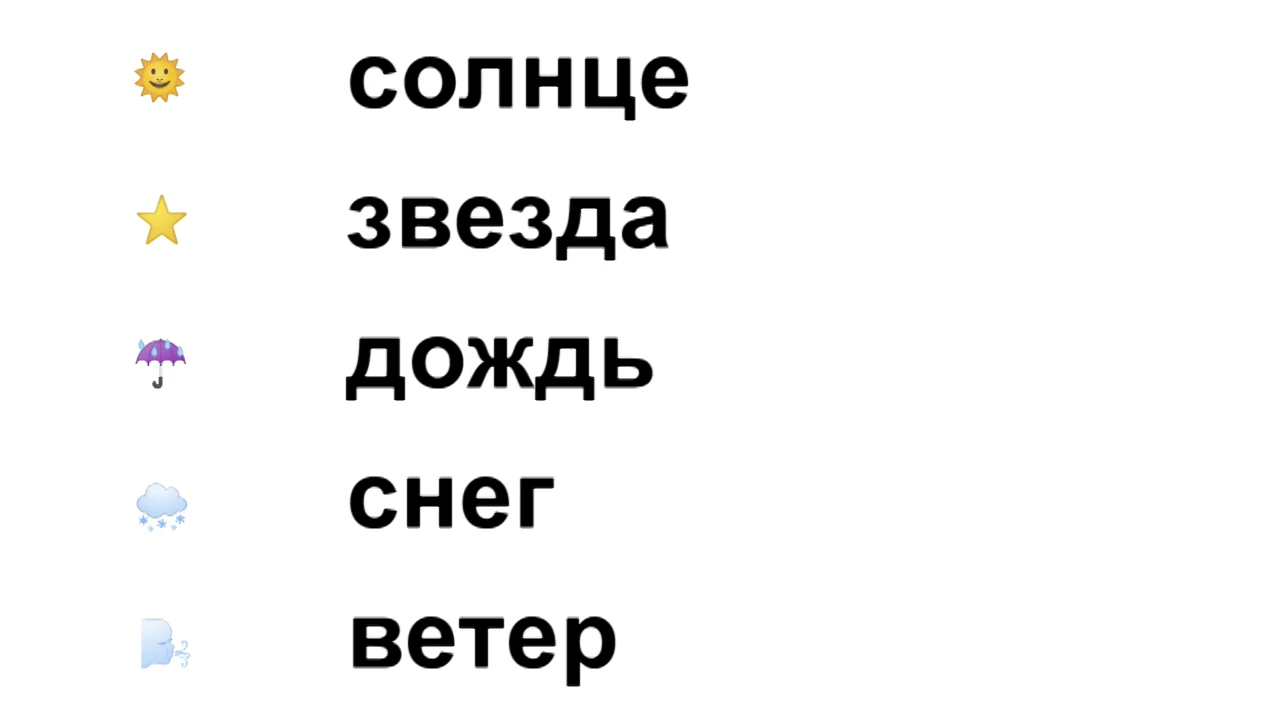 солнце
звезда
дождь
снег
ветер